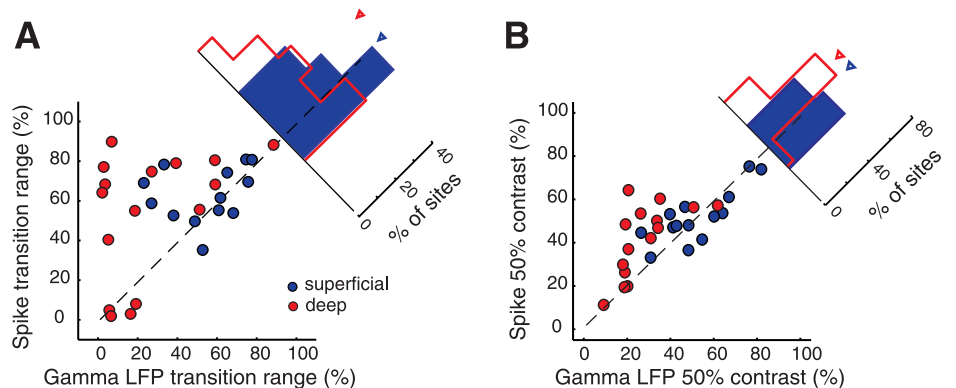 A
Spike transition range (%)
100
80
60
40
20
0
0 20 40 60 80 100
Gamma LFP transition range (%)
superficial
deep
0 20 40
% of sites
B
Spike 50% contrast (%)
100
80
60
40
20
0
0 20 40 60 80 100
Gamma LFP 50% contrast (%)
0 40 80
% of sites